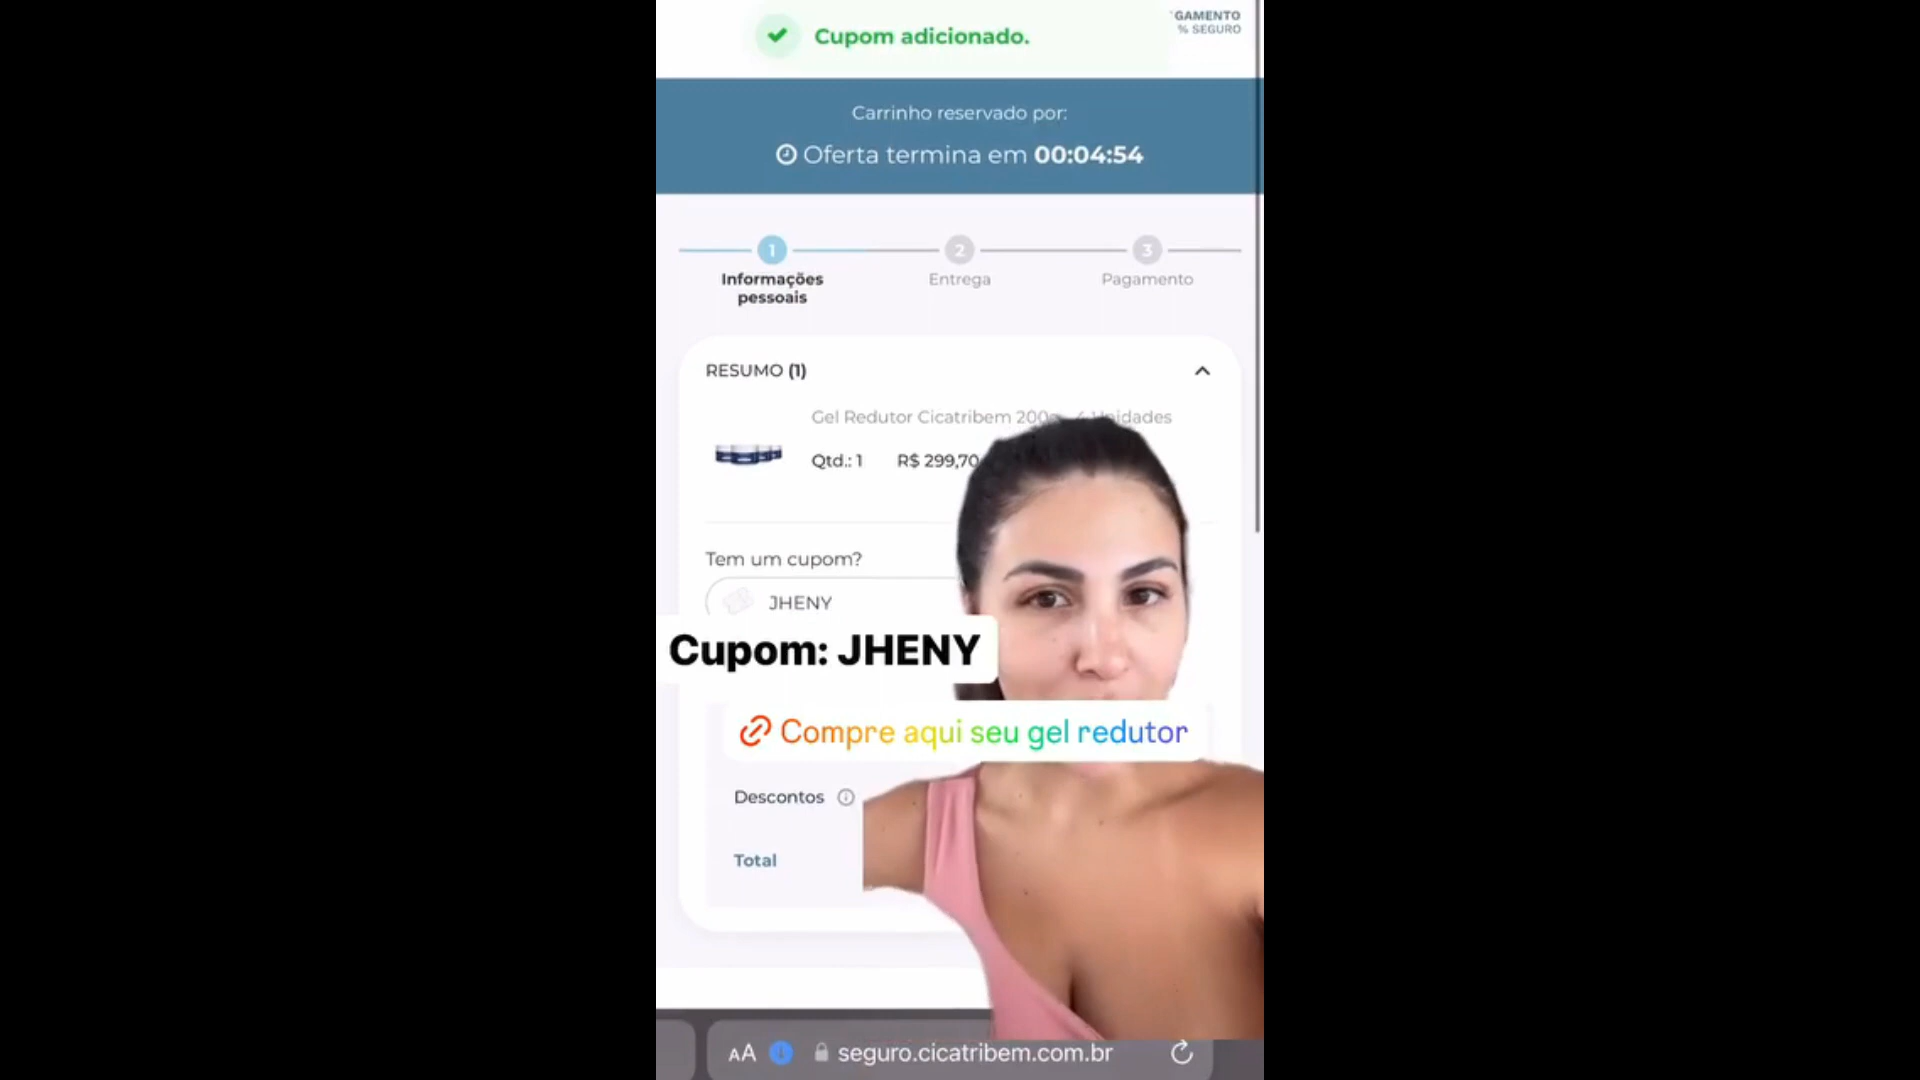 Cupom adicionado.
GAMENTO
% SEGURO
Carrinho reservado por:
Oferta termina em 00:04:54
1
2
3
Informações
pessoais
Entrega
Pagamento
RESUMO (1)
Gel Redutor Cicatribem 200 Unidades
Qtd.: 1 R$ 299,70
Tem um cupom?
JHENY
Cupom: JHENY
Compre aqui seu gel redutor
Descontos
Total
AA seguro.cicatribem.com.br